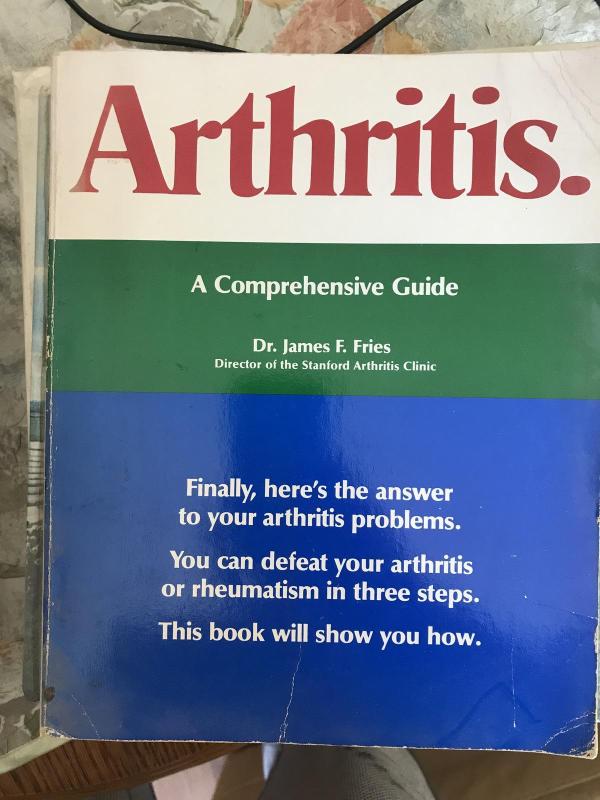 Arthritis.
A Comprehensive Guide
Dr. James F. Fries
Director of the Stanford Arthritis Clinic
Finally, here's the answer
to your arthritis problems.
You can defeat your arthritis
or rheumatism in three steps.
This book will show you how.